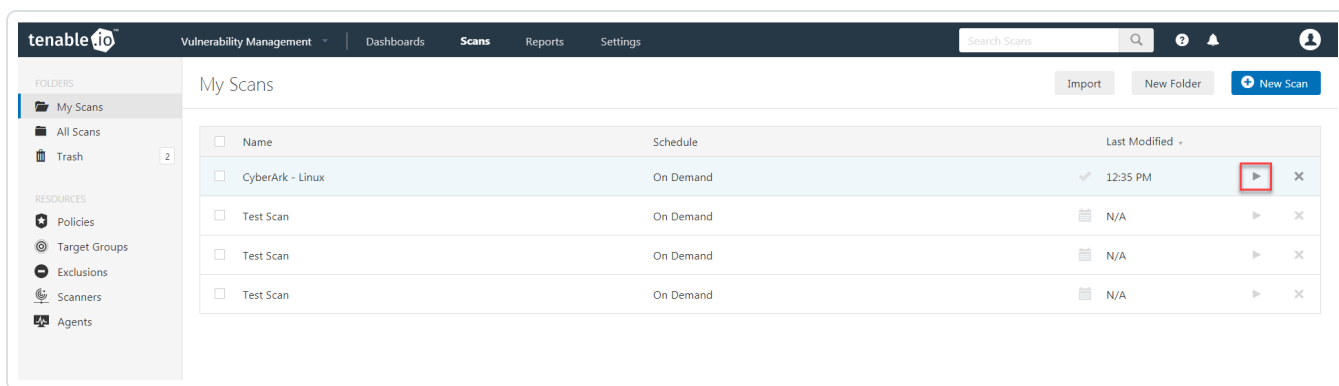 tenable.io™ Vulnerability Management Dashboards Scans Reports Settings Search Scans
FOLDERS
My Scans
All Scans
Trash 2
RESOURCES
Policies
Target Groups
Exclusions
Scanners
Agents
My Scans Import New Folder New Scan
Name Schedule Last Modified
CyberArk - Linux On Demand 12:35 PM
Test Scan On Demand N/A
Test Scan On Demand N/A
Test Scan On Demand N/A